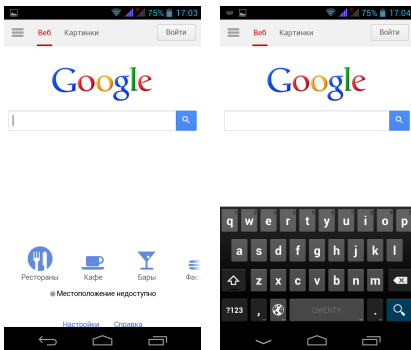 75% 17:03
Веб Картинки Войти
Google
Рестораны Кафе Бары Фас
Местоположение недоступно
Настройки Справка
75% 17:04
Веб Картинки Войти
Google
q w e r t y u i o p
a s d f g h j k l
z x c v b n m
?123 , QWERTY .